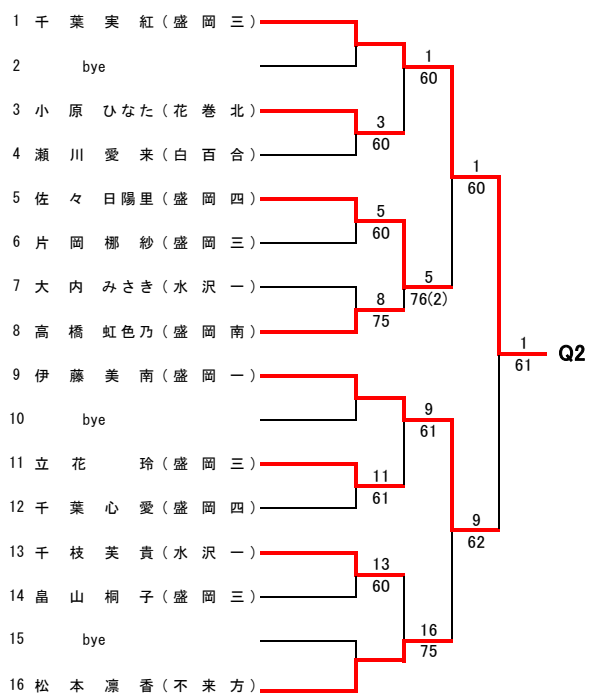 1 千葉実紅(盛岡三)
2 bye
3 小原ひなた(花巻北)
4 瀬川愛来(白百合)
5 佐々日陽里(盛岡四)
6 片岡梛紗(盛岡三)
7 大内みさき(水沢一)
8 高橋虹色乃(盛岡南)
9 伊藤美南(盛岡一)
10 bye
11 立花玲(盛岡三)
12 千葉心愛(盛岡四)
13 千枝芙貴(水沢一)
14 畠山桐子(盛岡三)
15 bye
16 松本凛香(不来方)
3
60
5
60
8
75
11
61
13
60
1
60
5
76(2)
9
61
16
75
1
60
9
62
1
61
Q2